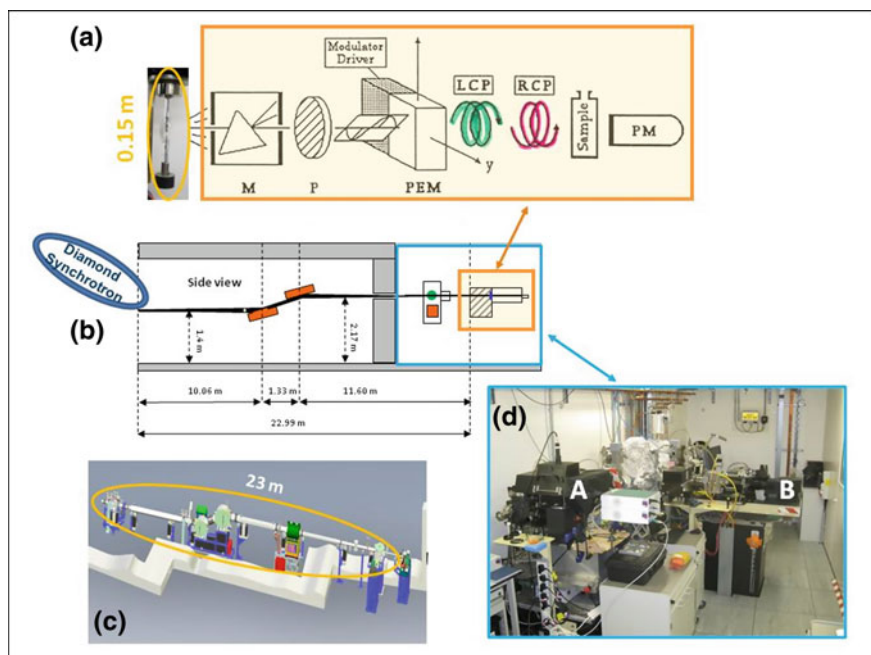 (a)
0.15 m
Modulator
Driver
LCP
RCP
Sample
PM
M
P
PEM
y
Diamond
Synchrotron
Side view
(b)
1.4 m
2.17 m
10.06 m
1.33 m
11.60 m
22.99 m
23 m
(c)
(d)
A
B